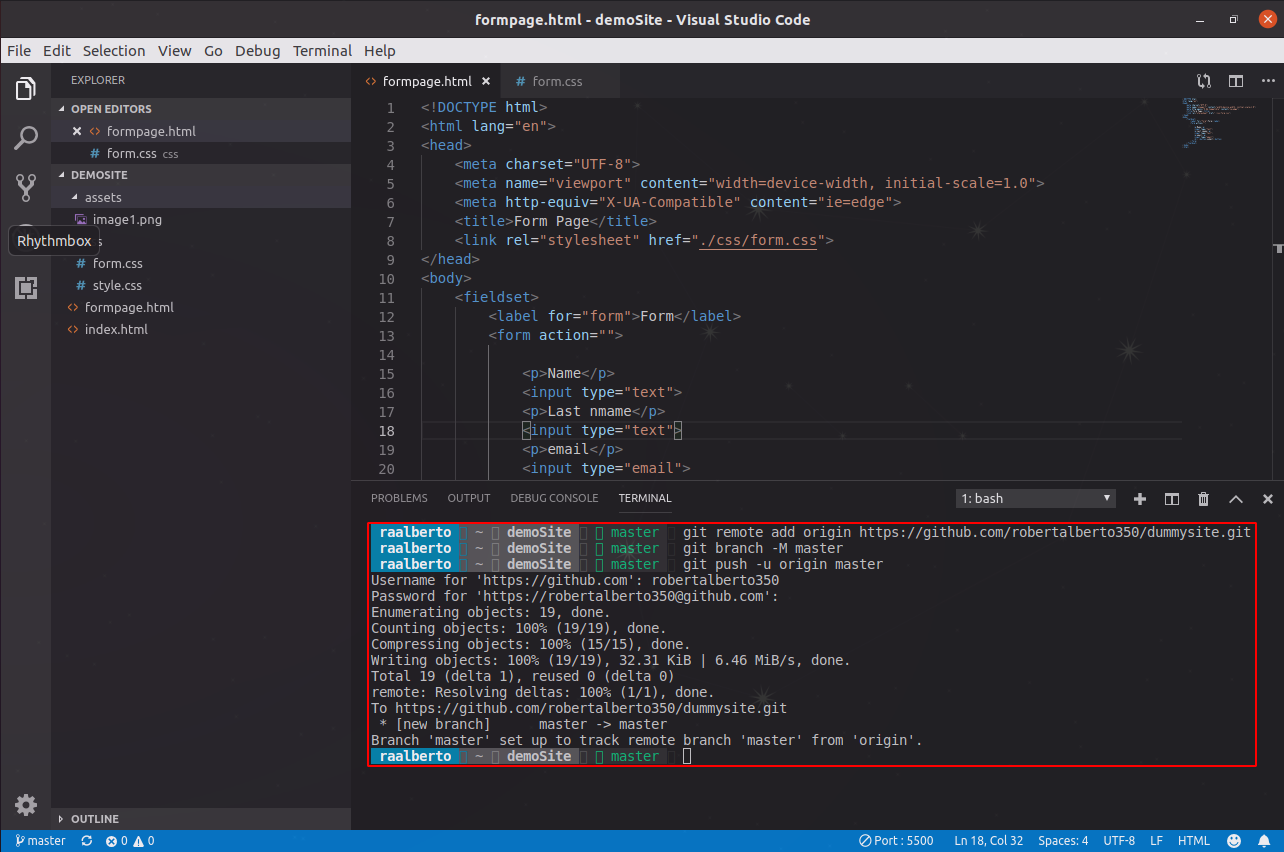 formpage.html - demoSite - Visual Studio Code
File Edit Selection View Go Debug Terminal Help
EXPLORER
OPEN EDITORS
formpage.html
# form.css css
DEMOSITE
assets
image1.png
Rhythmbox
s
# form.css
# style.css
<> formpage.html
<> index.html
OUTLINE
<> formpage.html # form.css
1 <!DOCTYPE html>
2 <html lang="en">
3 <head>
4 <meta charset="UTF-8">
5 <meta name="viewport" content="width=device-width, initial-scale=1.0">
6 <meta http-equiv="X-UA-Compatible" content="ie=edge">
7 <title>Form Page</title>
8 <link rel="stylesheet" href="./css/form.css">
9 </head>
10 <body>
11 <fieldset>
12 <label for="form">Form</label>
13 <form action="">
14
15 <p>Name</p>
16 <input type="text">
17 <p>Last nmame</p>
18 <input type="text">
19 <p>email</p>
20 <input type="email">
PROBLEMS OUTPUT DEBUG CONSOLE TERMINAL 1: bash
raalberto ~ demoSite master git remote add origin https://github.com/robertalberto350/dummysite.git
raalberto ~ demoSite master git branch -M master
raalberto ~ demoSite master git push -u origin master
Username for 'https://github.com': robertalberto350
Password for 'https://robertalberto350@github.com':
Enumerating objects: 19, done.
Counting objects: 100% (19/19), done.
Compressing objects: 100% (15/15), done.
Writing objects: 100% (19/19), 32.31 KiB | 6.46 MiB/s, done.
Total 19 (delta 1), reused 0 (delta 0)
remote: Resolving deltas: 100% (1/1), done.
To https://github.com/robertalberto350/dummysite.git
* [new branch] master -> master
Branch 'master' set up to track remote branch 'master' from 'origin'.
raalberto ~ demoSite master
master 0 0 Port : 5500 Ln 18, Col 32 Spaces: 4 UTF-8 LF HTML